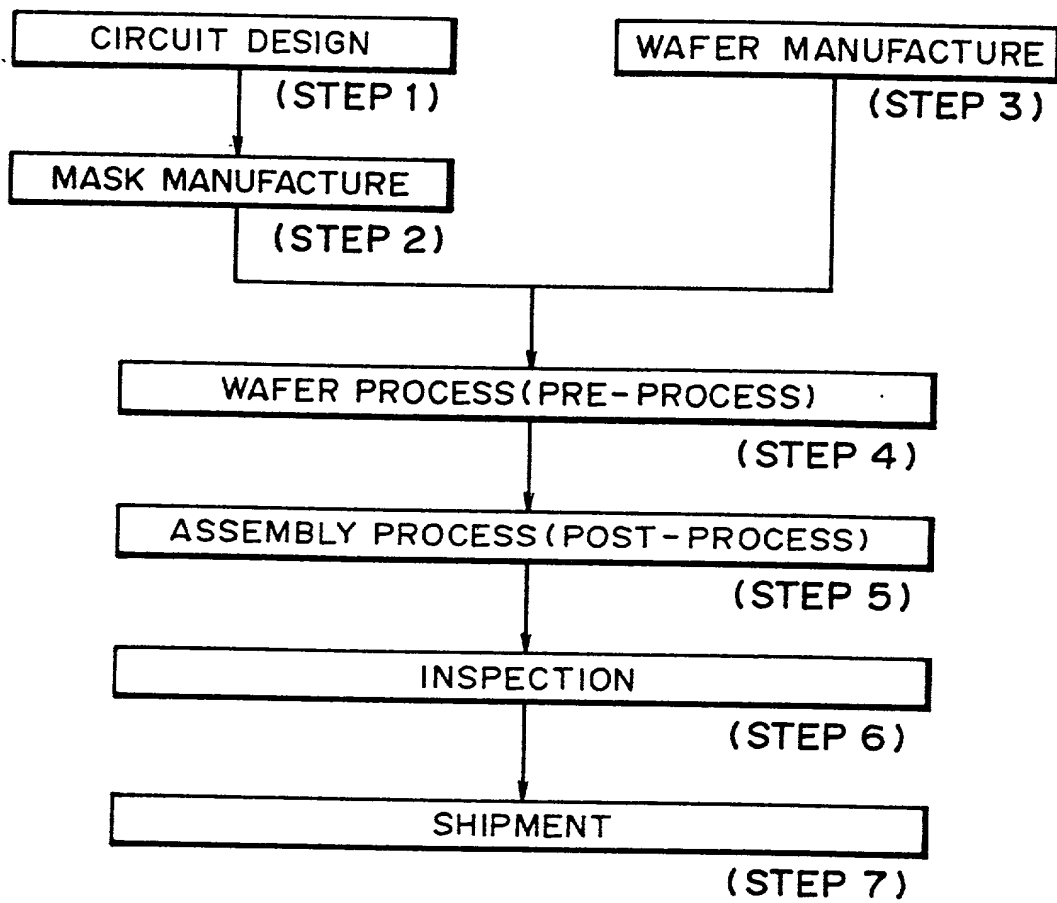 CIRCUIT DESIGN
(STEP 1)
MASK MANUFACTURE
(STEP 2)
WAFER MANUFACTURE
(STEP 3)
WAFER PROCESS(PRE-PROCESS)
(STEP 4)
ASSEMBLY PROCESS(POST-PROCESS)
(STEP 5)
INSPECTION
(STEP 6)
SHIPMENT
(STEP 7)